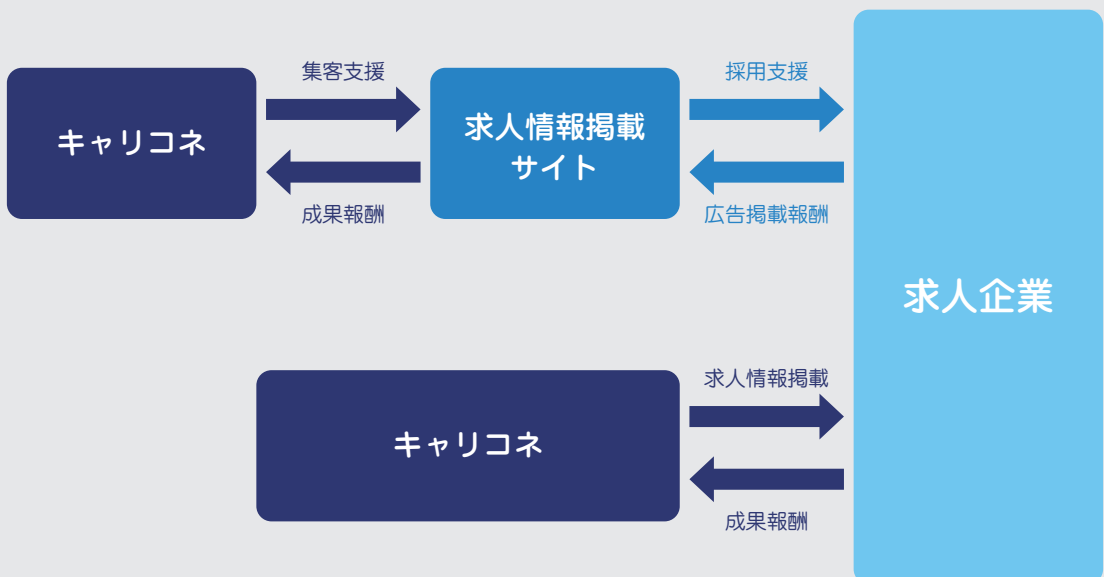 集客支援
キャリコネ
成果報酬
求人情報掲載
サイト
採用支援
広告掲載報酬
求人企業
キャリコネ
求人情報掲載
成果報酬